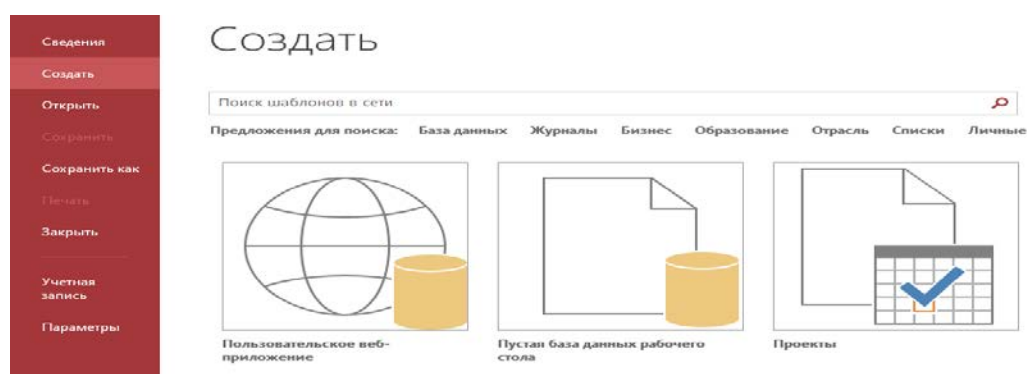 Сведения
Создать
Открыть
Сохранить
Сохранить как
Печать
Закрыть
Учетная
запись
Параметры
Создать
Поиск шаблонов в сети
Предложения для поиска: База данных Журналы Бизнес Образование Отрасль Списки Личные
Пользовательское веб-
приложение
Пустая база данных рабочего
стола
Проекты